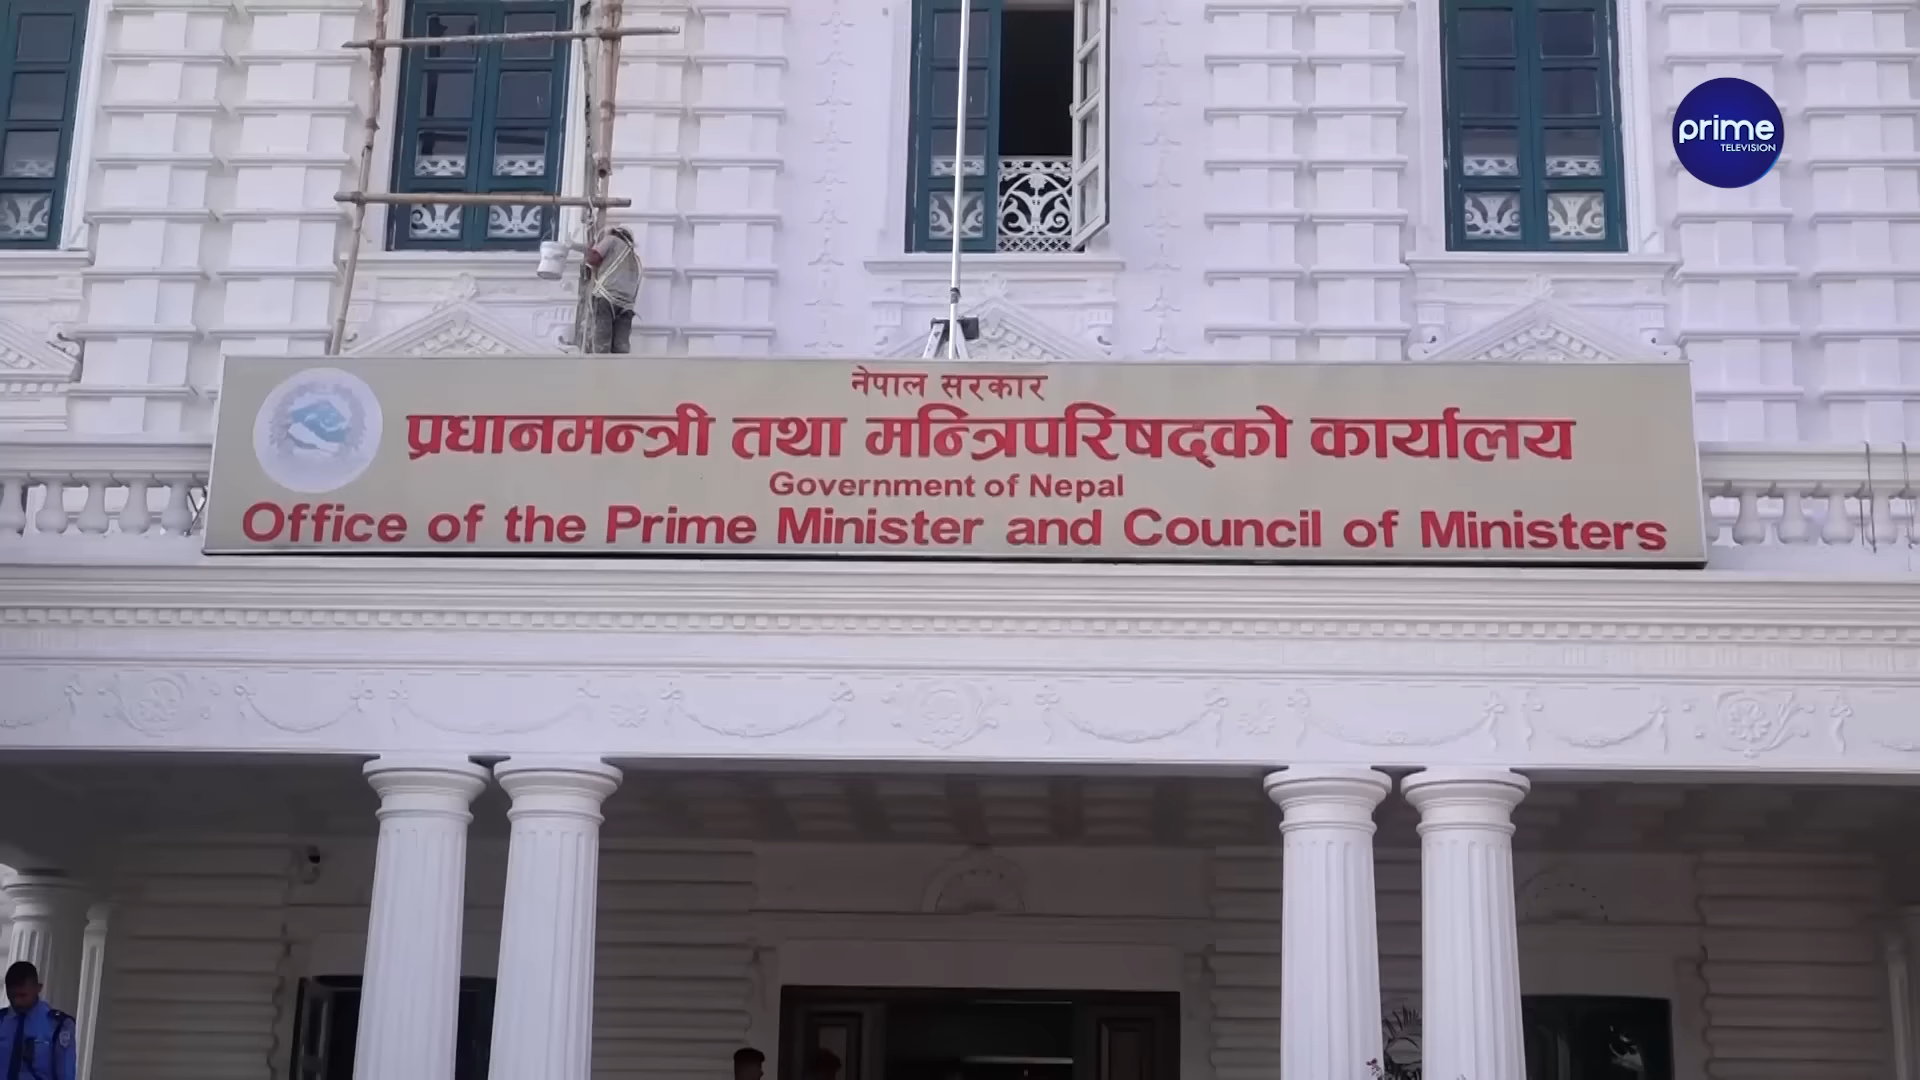 prime
TELEVISION
नेपाल सरकार
प्रधानमन्त्री तथा मन्त्रिपरिषद्को कार्यालय
Government of Nepal
Office of the Prime Minister and Council of Ministers